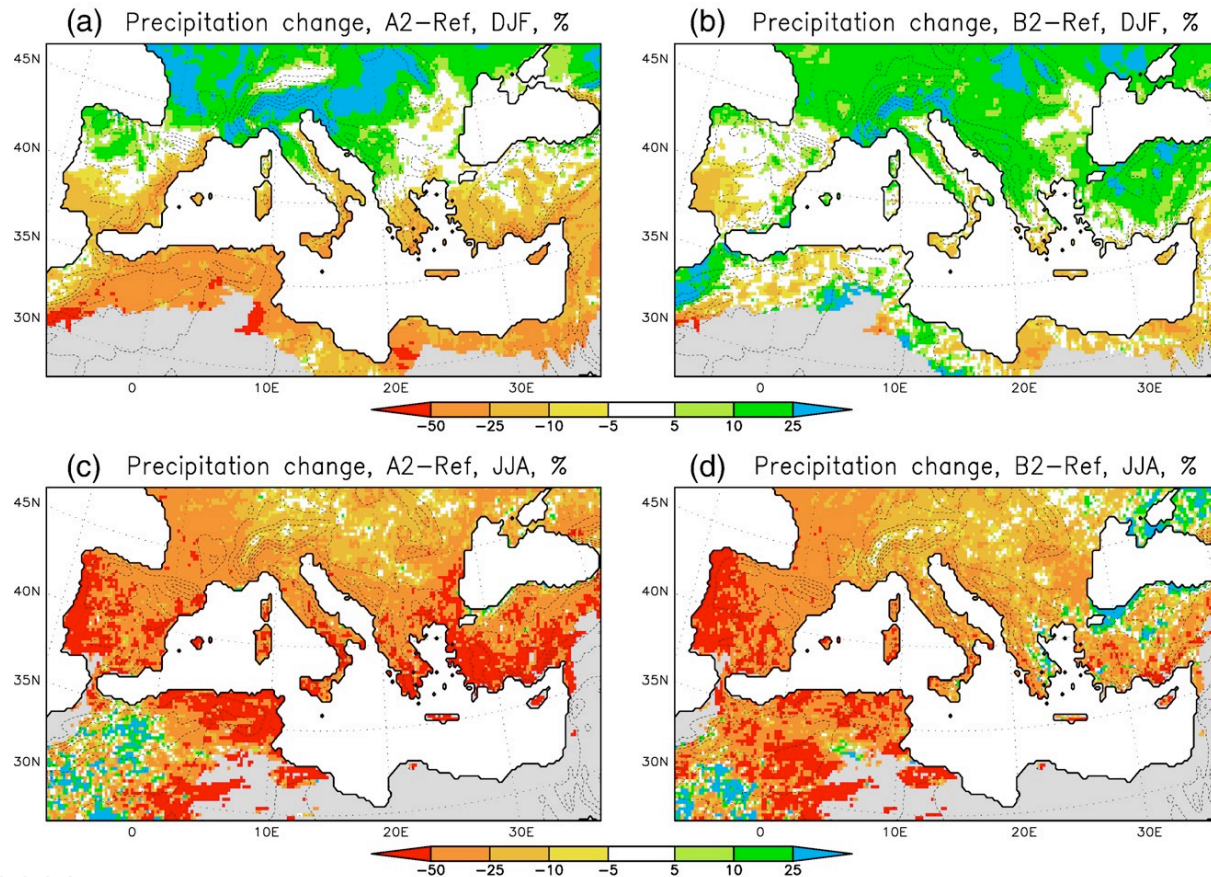 (a) Precipitation change, A2-Ref, DJF, %
(b) Precipitation change, B2-Ref, DJF, %
45N
40N
35N
30N
0 10E 20E 30E
45N
40N
35N
30N
0 10E 20E 30E
-50 -25 -10 -5 5 10 25
(c) Precipitation change, A2-Ref, JJA, %
(d) Precipitation change, B2-Ref, JJA, %
45N
40N
35N
30N
0 10E 20E 30E
45N
40N
35N
30N
0 10E 20E 30E
-50 -25 -10 -5 5 10 25